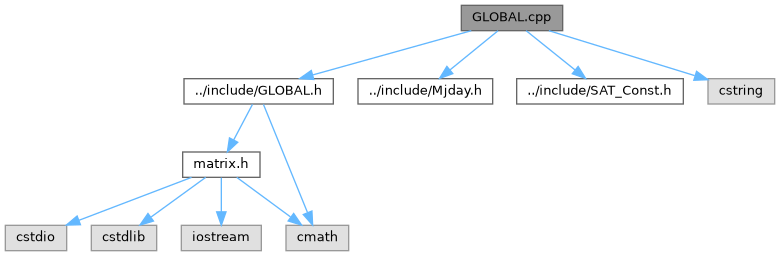 GLOBAL.cpp
../include/GLOBAL.h
../include/Mjday.h
../include/SAT_Const.h
cstring
matrix.h
cstdio
cstdlib
iostream
cmath